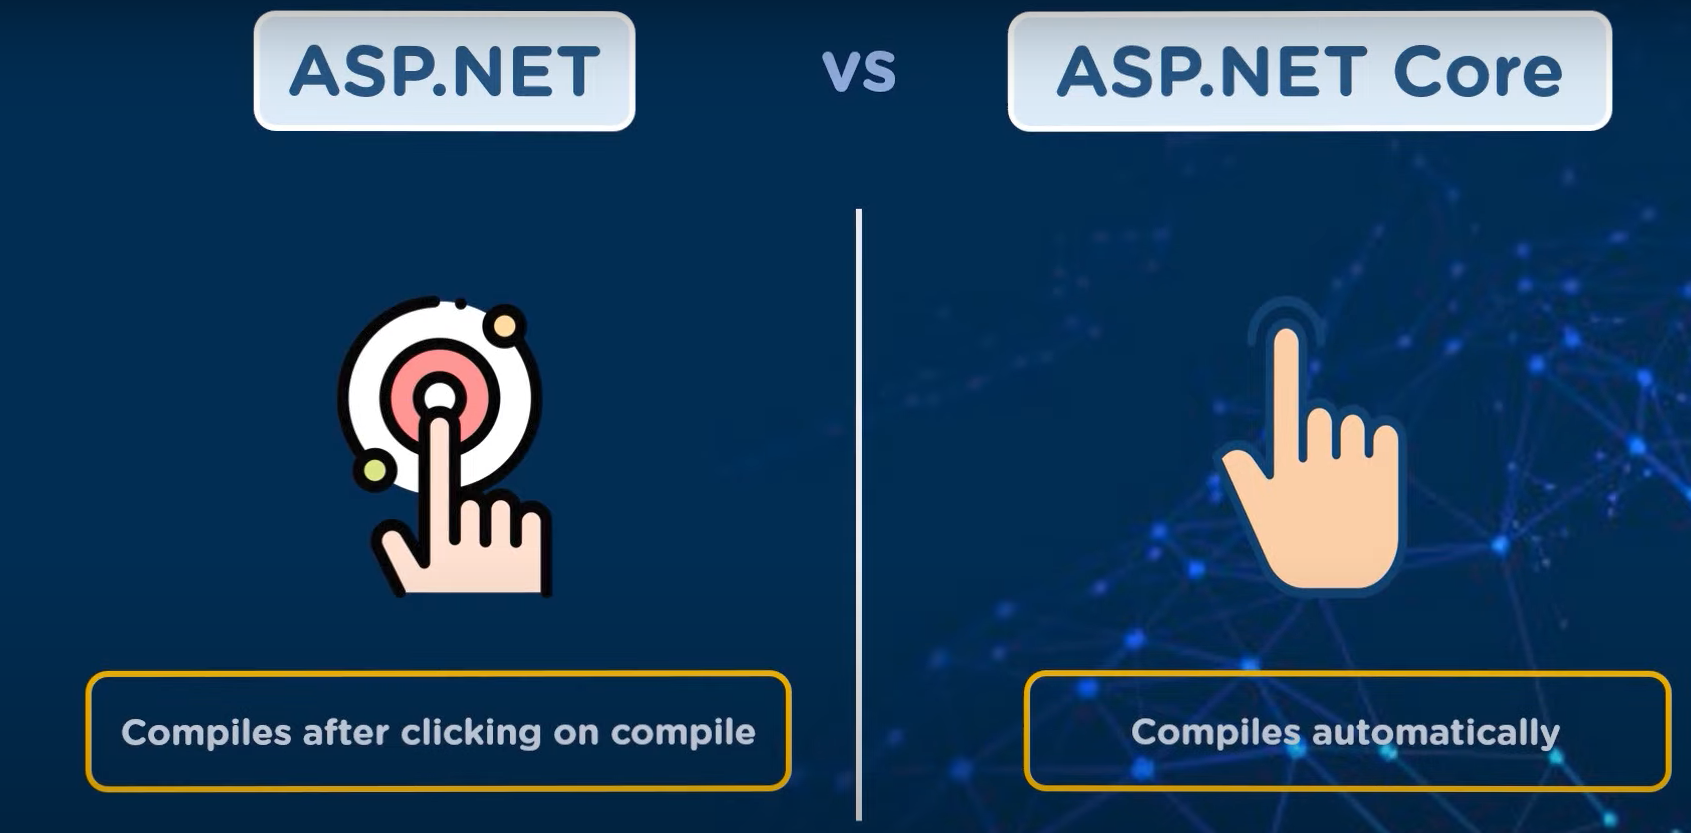 ASP.NET
VS
ASP.NET Core
Compiles after clicking on compile
Compiles automatically